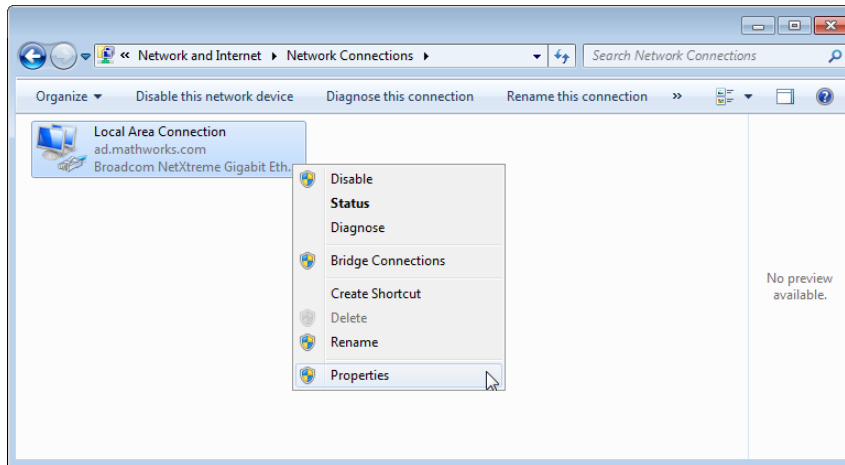 « Network and Internet ▸ Network Connections ▸
Search Network Connections
Organize Disable this network device Diagnose this connection Rename this connection »
Local Area Connection
ad.mathworks.com
Broadcom NetXtreme Gigabit Eth...
Disable
Status
Diagnose
Bridge Connections
Create Shortcut
Delete
Rename
Properties
No preview
available.